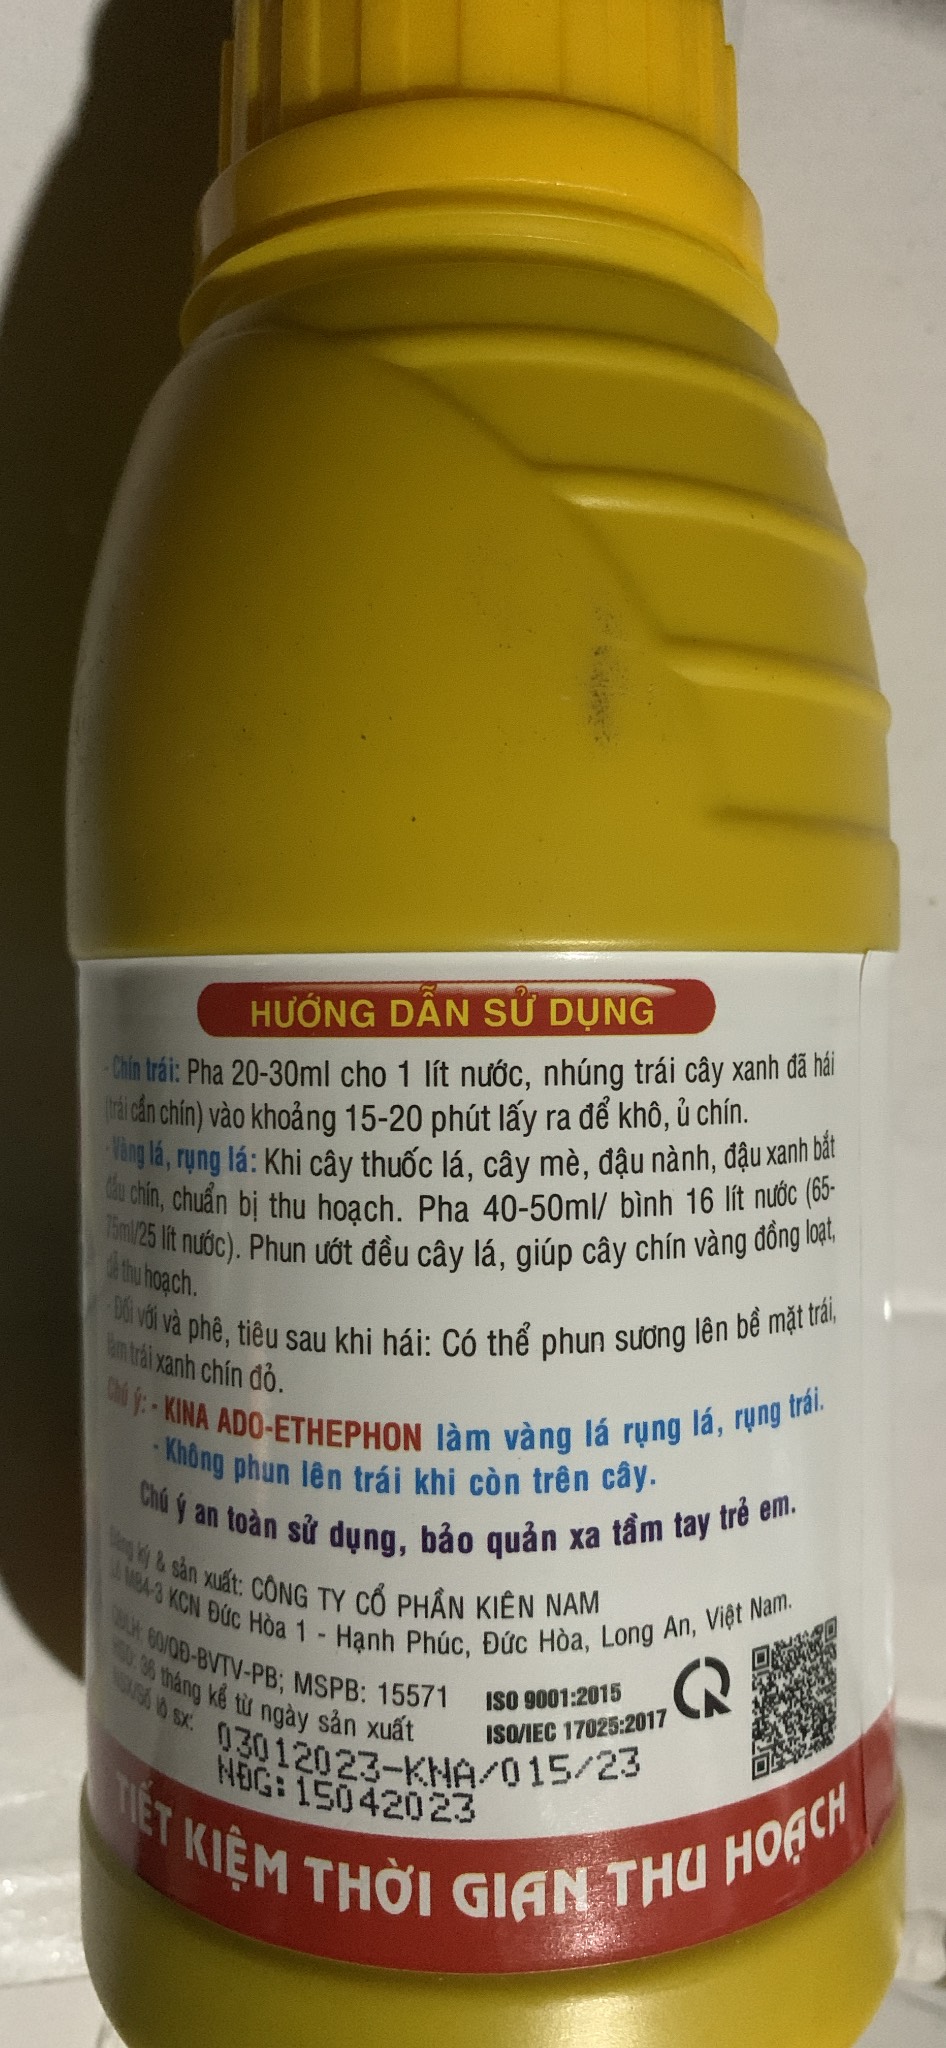 HƯỚNG DẪN SỬ DỤNG
- Chín trái: Pha 20-30ml cho 1 lít nước, nhúng trái cây xanh đã hái
(trái cần chín) vào khoảng 15-20 phút lấy ra để khô, ủ chín.
- Vàng lá, rụng lá: Khi cây thuốc lá, cây mè, đậu nành, đậu xanh bắt
đầu chín, chuẩn bị thu hoạch. Pha 40-50ml/ bình 16 lít nước (65-
75ml/25 lít nước). Phun ướt đều cây lá, giúp cây chín vàng đồng loạt,
dễ thu hoạch.
- Đối với và phê, tiêu sau khi hái: Có thể phun sương lên bề mặt trái,
làm trái xanh chín đỏ.
Chú ý: - KINA ADO-ETHEPHON làm vàng lá rụng lá, rụng trái.
- Không phun lên trái khi còn trên cây.
Chú ý an toàn sử dụng, bảo quản xa tầm tay trẻ em.
Đăng ký & sản xuất: CÔNG TY CỔ PHẦN KIÊN NAM
Lô M84-3 KCN Đức Hòa 1 - Hạnh Phúc, Đức Hòa, Long An, Việt Nam.
60/QĐ-BVTV-PB; MSPB: 15571
HSD: 36 tháng kể từ ngày sản xuất
NSX/Số lô sx: 03012023-KNA/015/23
NĐG: 15042023
ISO 9001:2015
ISO/IEC 17025:2017
TIẾT KIỆM THỜI GIAN THU HOẠCH